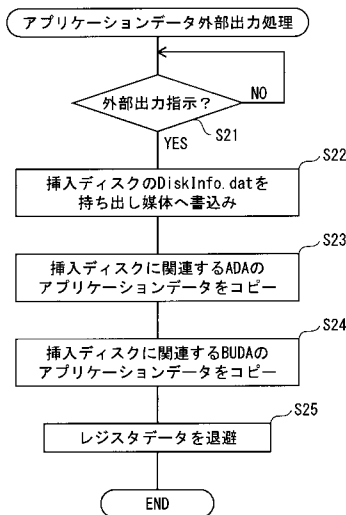 アプリケーションデータ外部出力処理
外部出力指示？
NO
S21
YES
S22
挿入ディスクのDiskInfo.datを
持ち出し媒体へ書込み
S23
挿入ディスクに関連するADAの
アプリケーションデータをコピー
S24
挿入ディスクに関連するBUDAの
アプリケーションデータをコピー
S25
レジスタデータを退避
END